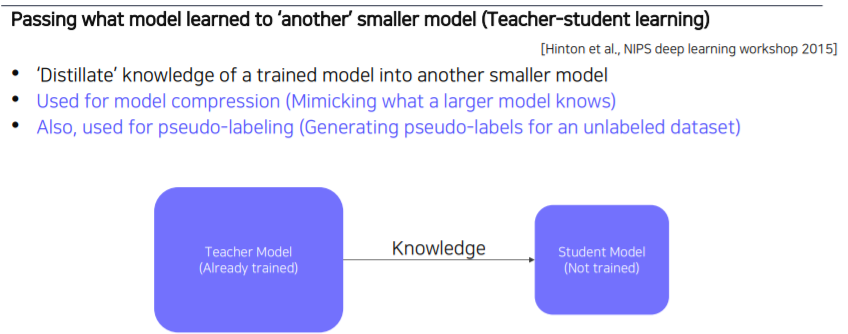 Passing what model learned to ‘another’ smaller model (Teacher-student learning)
[Hinton et al., NIPS deep learning workshop 2015]
• ‘Distillate’ knowledge of a trained model into another smaller model
• Used for model compression (Mimicking what a larger model knows)
• Also, used for pseudo-labeling (Generating pseudo-labels for an unlabeled dataset)
Teacher Model
(Already trained)
Knowledge
Student Model
(Not trained)